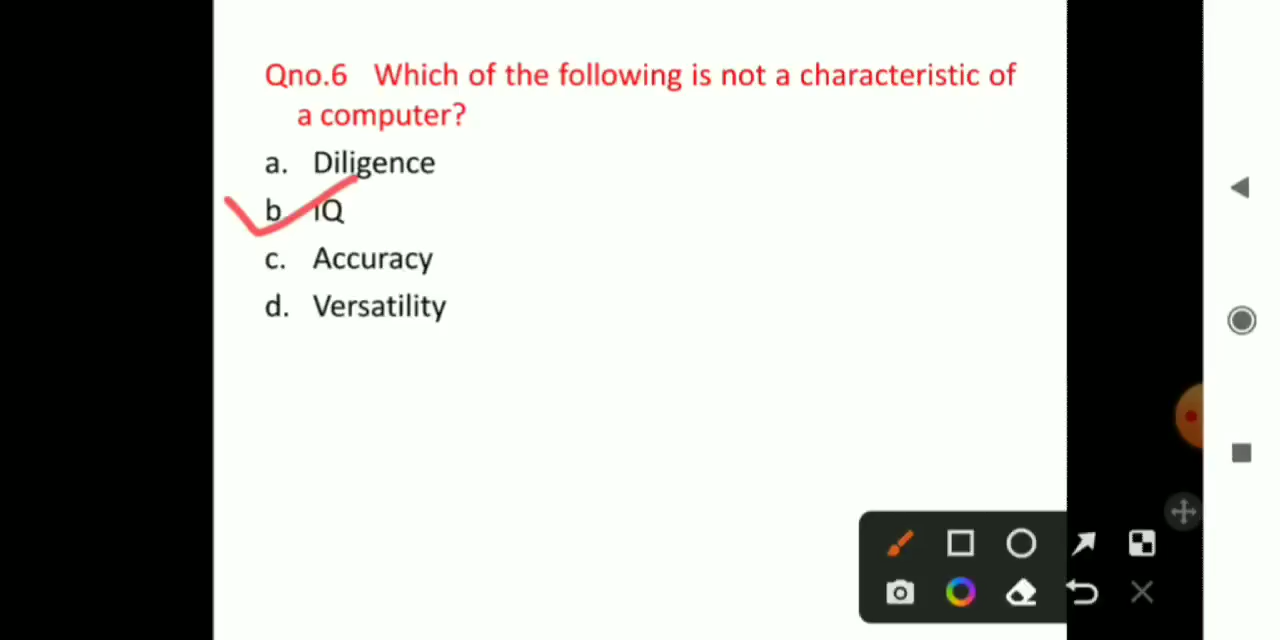 Qno.6 Which of the following is not a characteristic of
a computer?
a. Diligence
b. IQ
c. Accuracy
d. Versatility